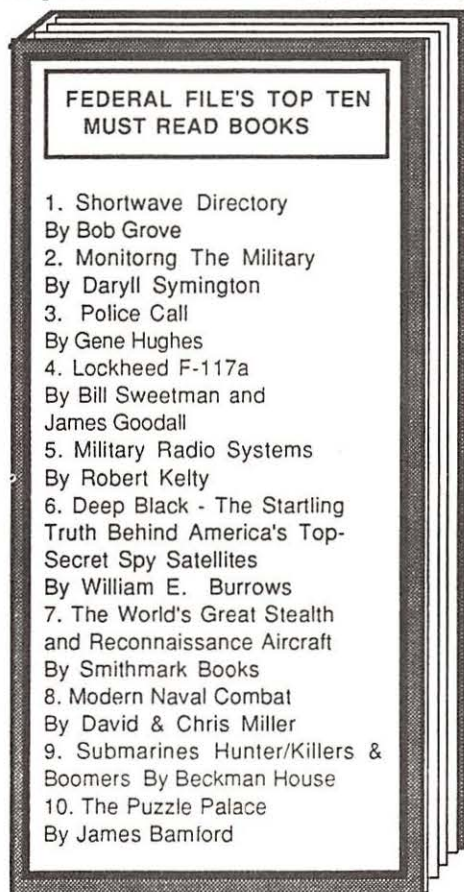 FEDERAL FILE'S TOP TEN
MUST READ BOOKS
1. Shortwave Directory
By Bob Grove
2. Monitorng The Military
By Daryll Symington
3. Police Call
By Gene Hughes
4. Lockheed F-117a
By Bill Sweetman and
James Goodall
5. Military Radio Systems
By Robert Kelty
6. Deep Black - The Startling
Truth Behind America's Top-
Secret Spy Satellites
By William E. Burrows
7. The World's Great Stealth
and Reconnaissance Aircraft
By Smithmark Books
8. Modern Naval Combat
By David & Chris Miller
9. Submarines Hunter/Killers &
Boomers By Beckman House
10. The Puzzle Palace
By James Bamford